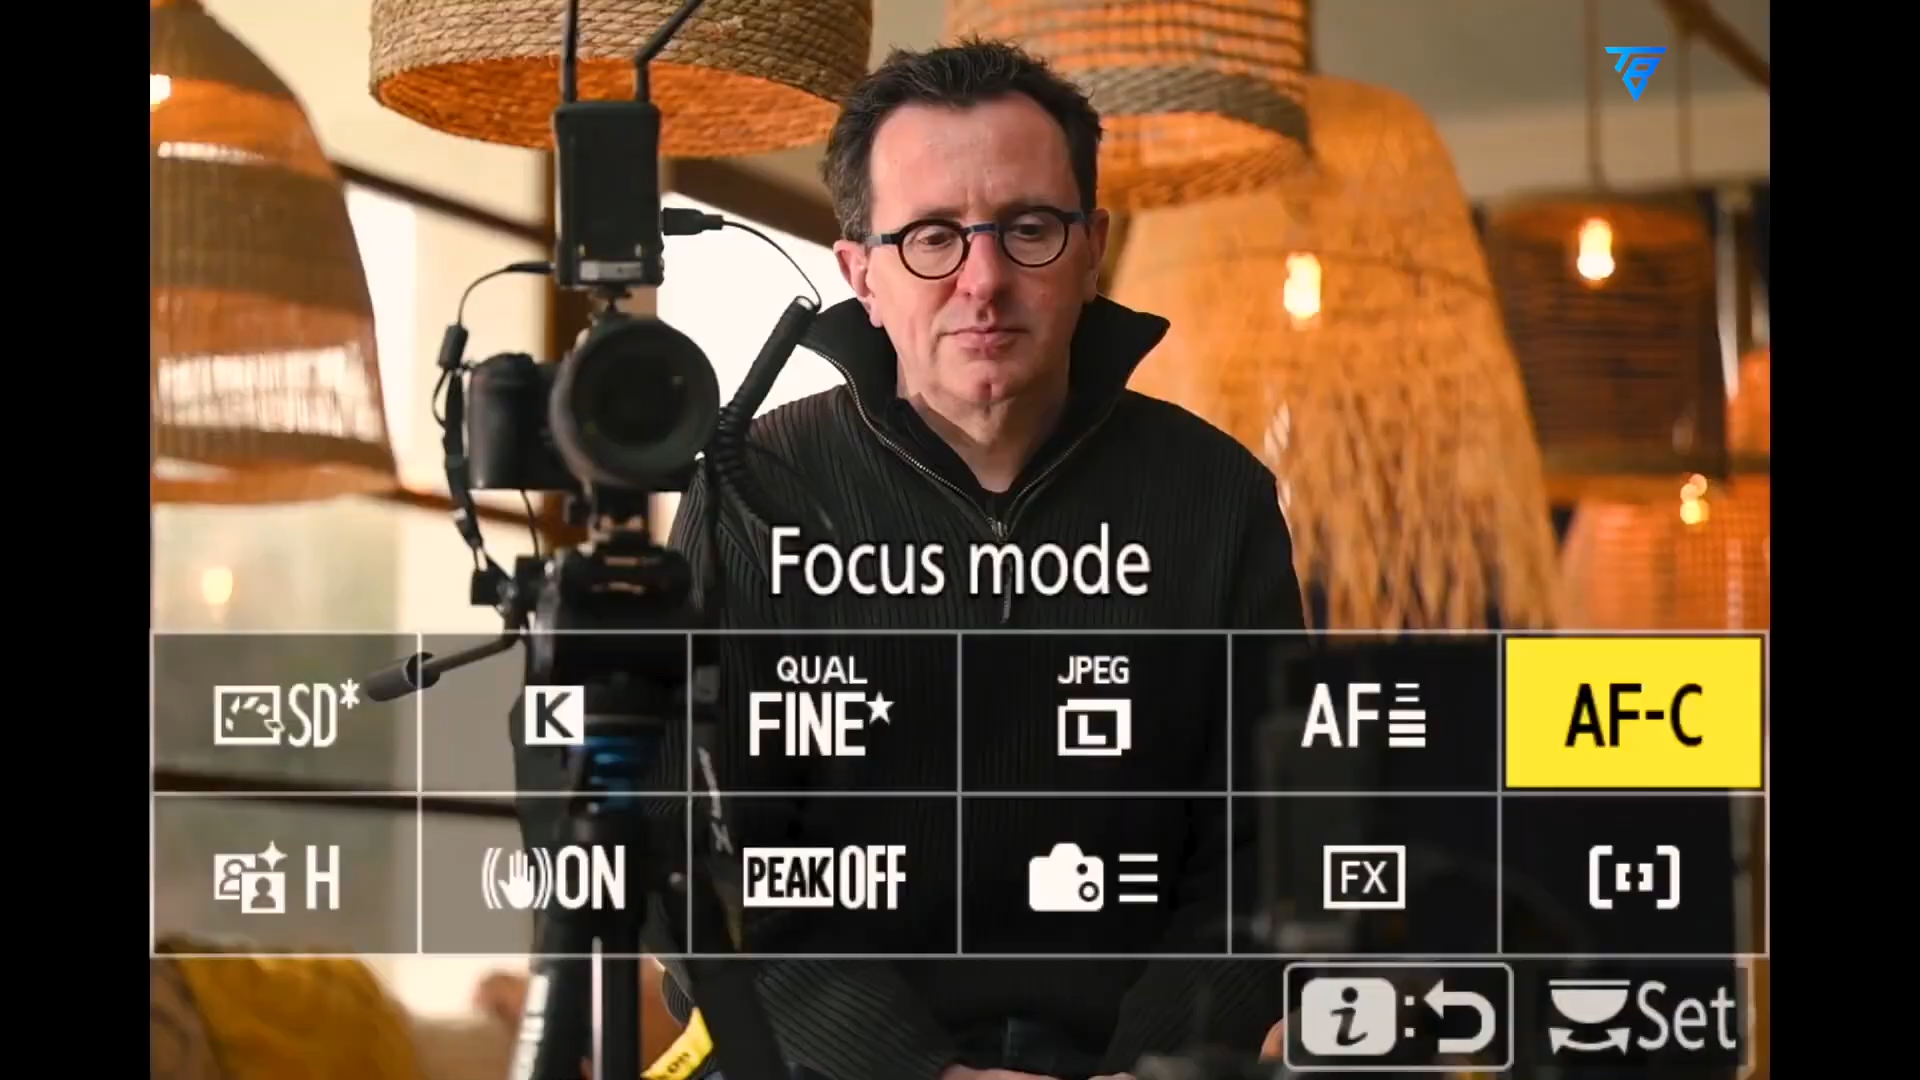 Focus mode
SD*
K
QUAL
FINE★
JPEG
L
AF
AF-C
H
ON
PEAK OFF
FX
i : Set